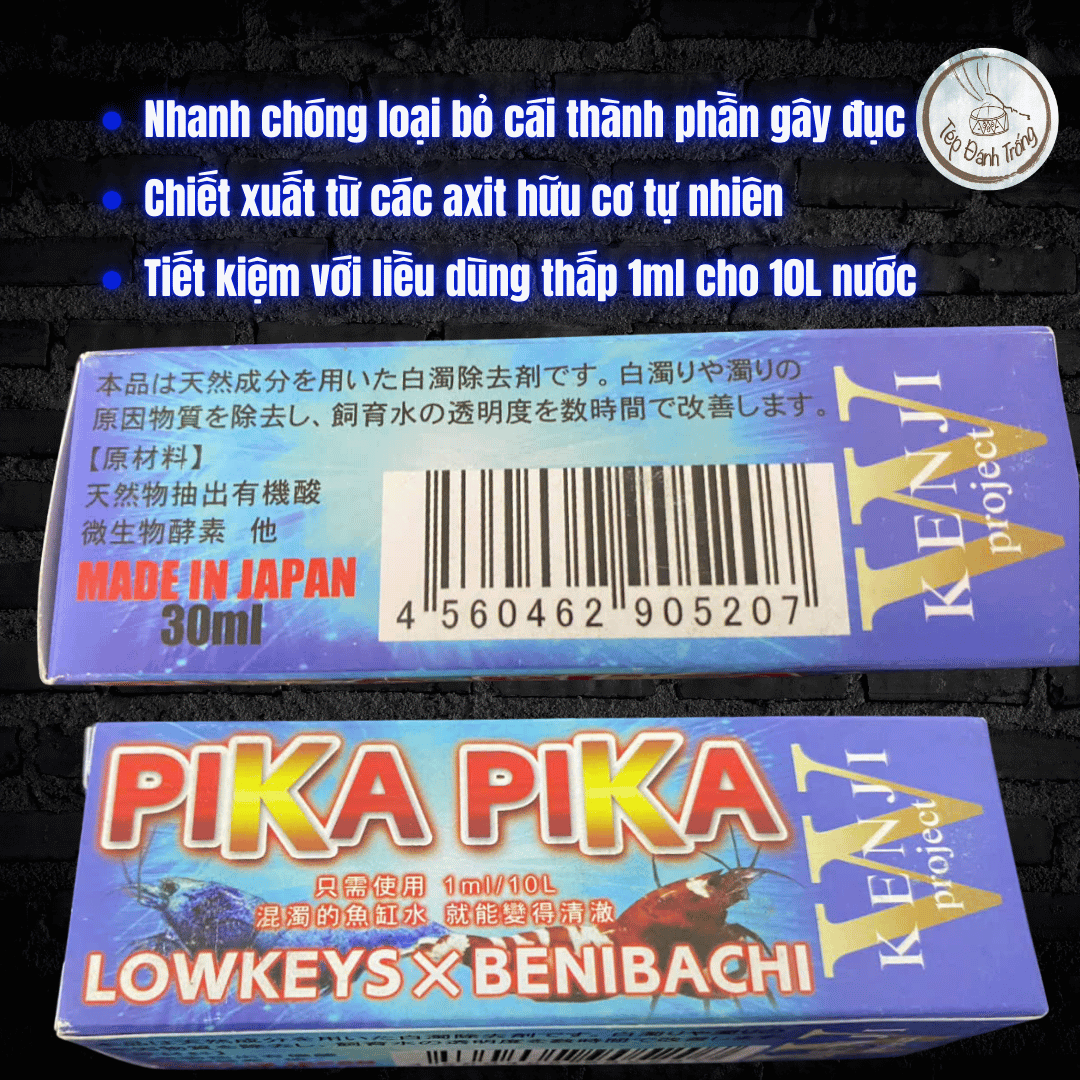 Nhanh chóng loại bỏ cái thành phần gây đục
Chiết xuất từ các axit hữu cơ tự nhiên
Tiết kiệm với liều dùng thấp 1ml cho 10L nước
Tép Đánh Trống
本品は天然成分を用いた白濁除去剤です。白濁りや濁りの
原因物質を除去し、飼育水の透明度を数時間で改善します。
【原材料】
天然物抽出有機酸
微生物酵素 他
MADE IN JAPAN
30ml
4 560462 905207
W
KENJI
project
PIKA PIKA
只需使用 1ml/10L
混濁的魚缸水 就能變得清澈
LOWKEYS×BENIBACHI
W
KENJI
project